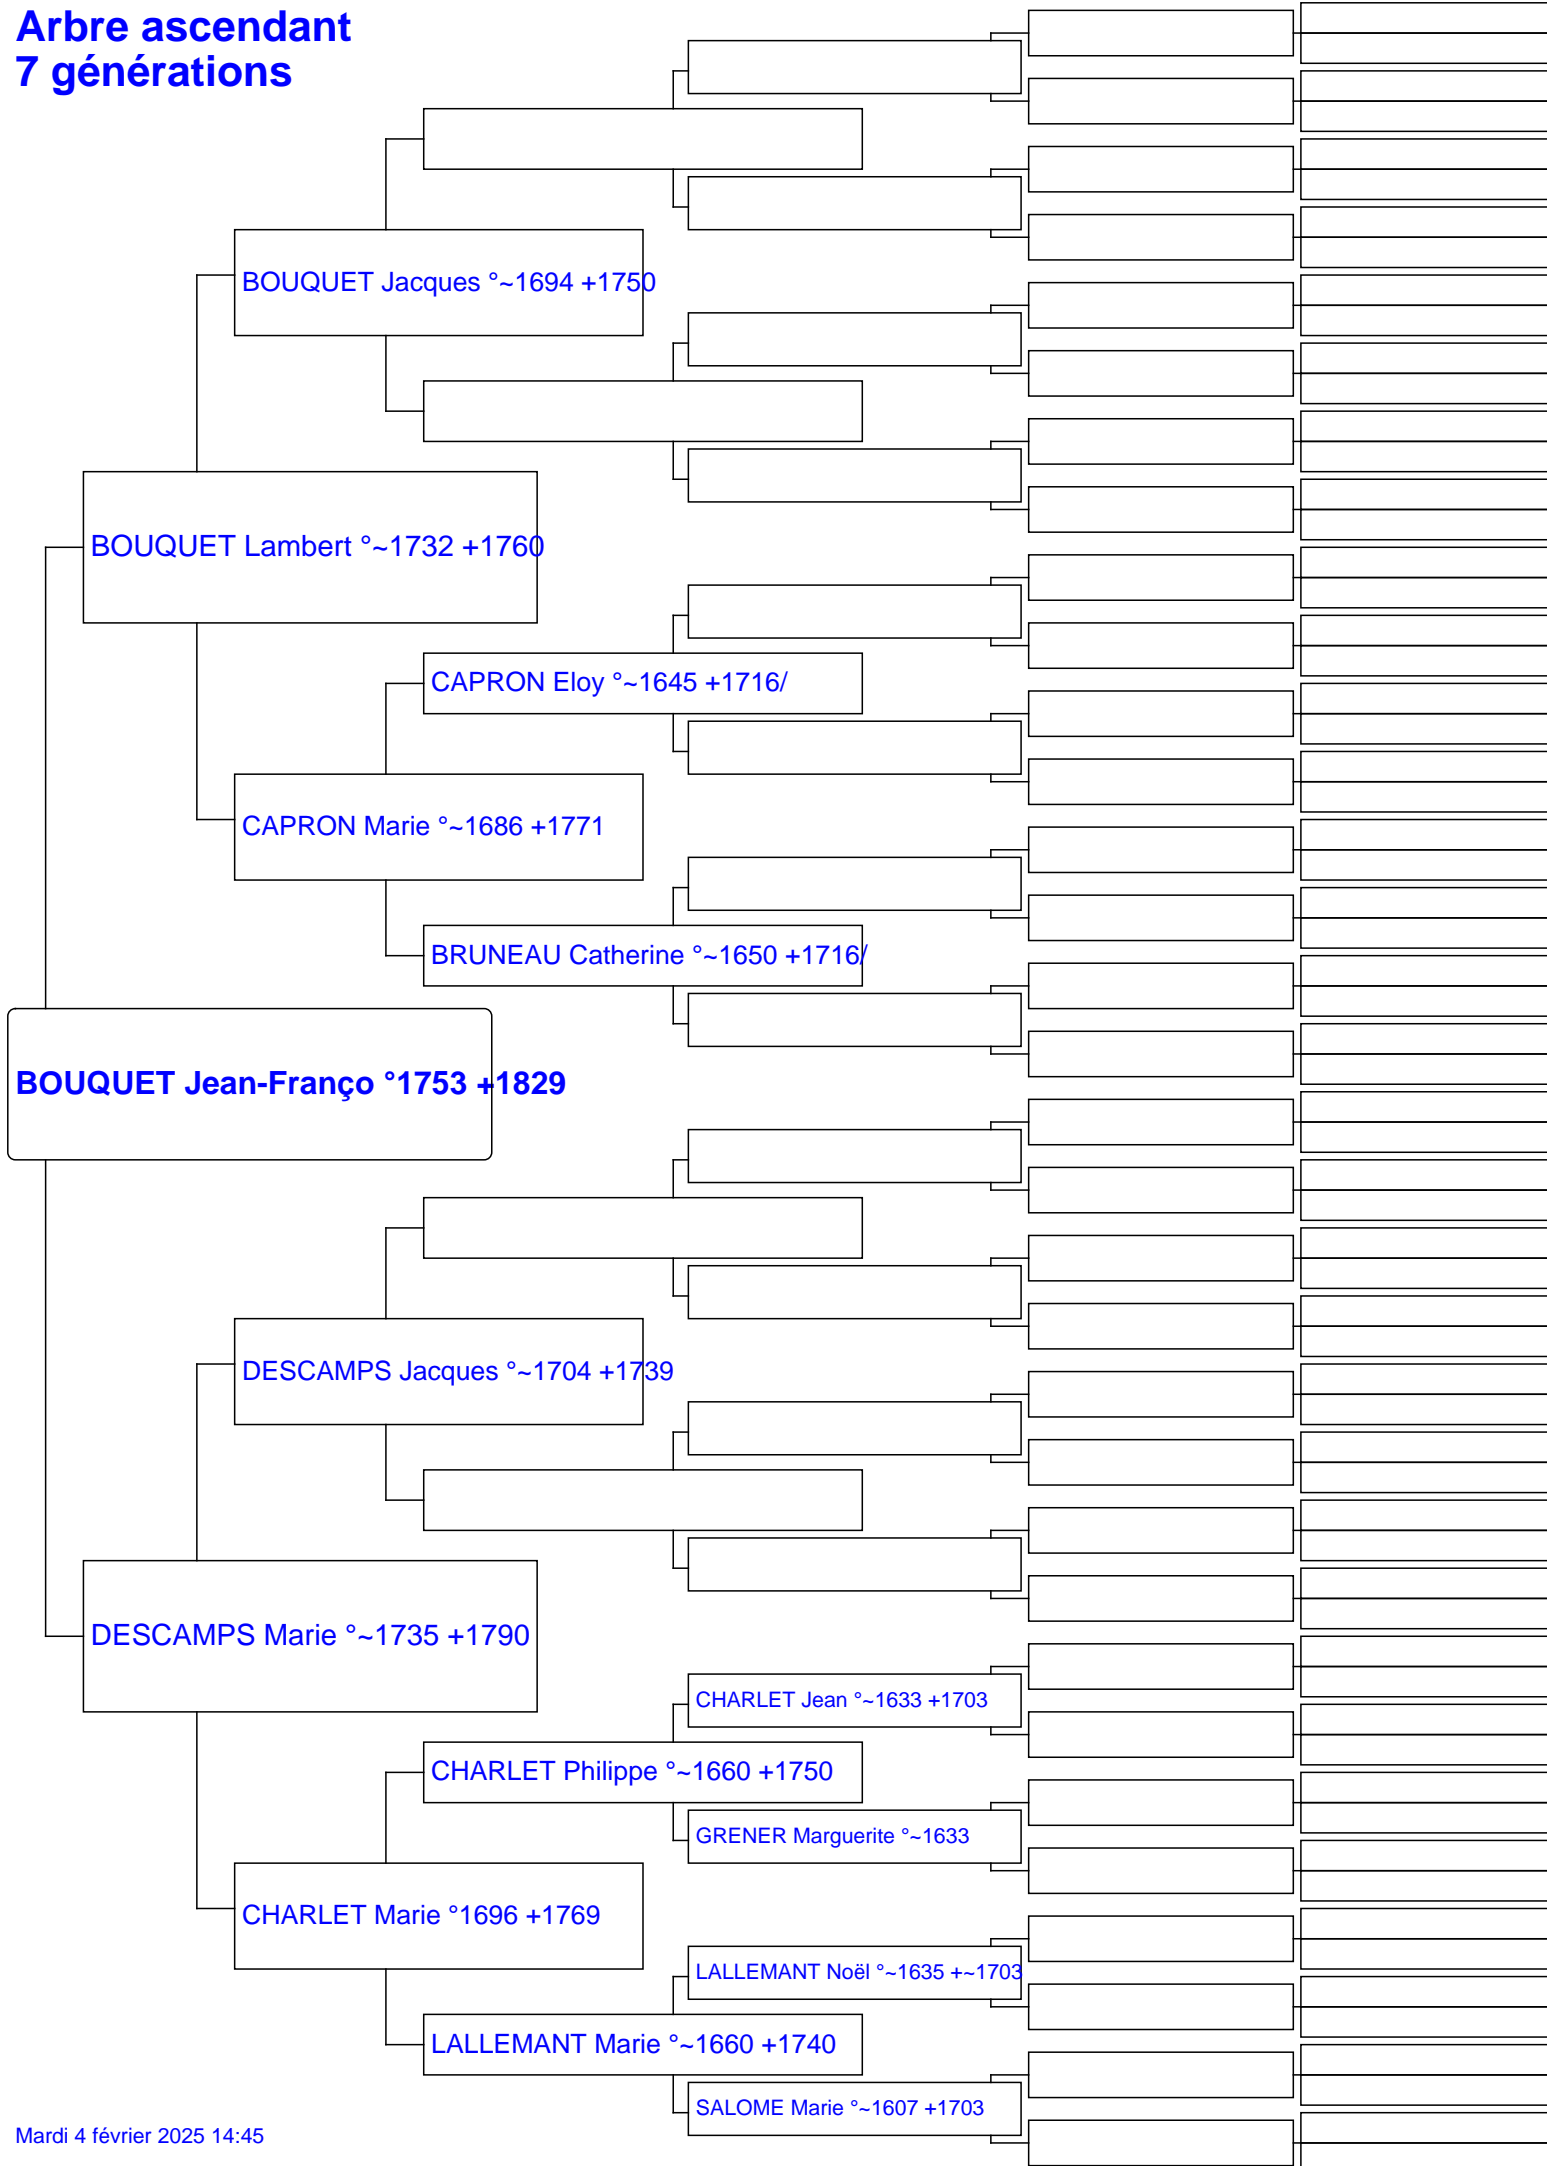 Arbre ascendant
7 générations
BOUQUET Jacques °~1694 +1750
BOUQUET Lambert °~1732 +1760
CAPRON Eloy °~1645 +1716/
CAPRON Marie °~1686 +1771
BRUNEAU Catherine °~1650 +1716/
BOUQUET Jean-Franço °1753 +1829
DESCAMPS Jacques °~1704 +1739
DESCAMPS Marie °~1735 +1790
CHARLET Jean °~1633 +1703
CHARLET Philippe °~1660 +1750
GRENER Marguerite °~1633
CHARLET Marie °1696 +1769
LALLEMANT Noël °~1635 +~1703
LALLEMANT Marie °~1660 +1740
SALOME Marie °~1607 +1703
Mardi 4 février 2025 14:45